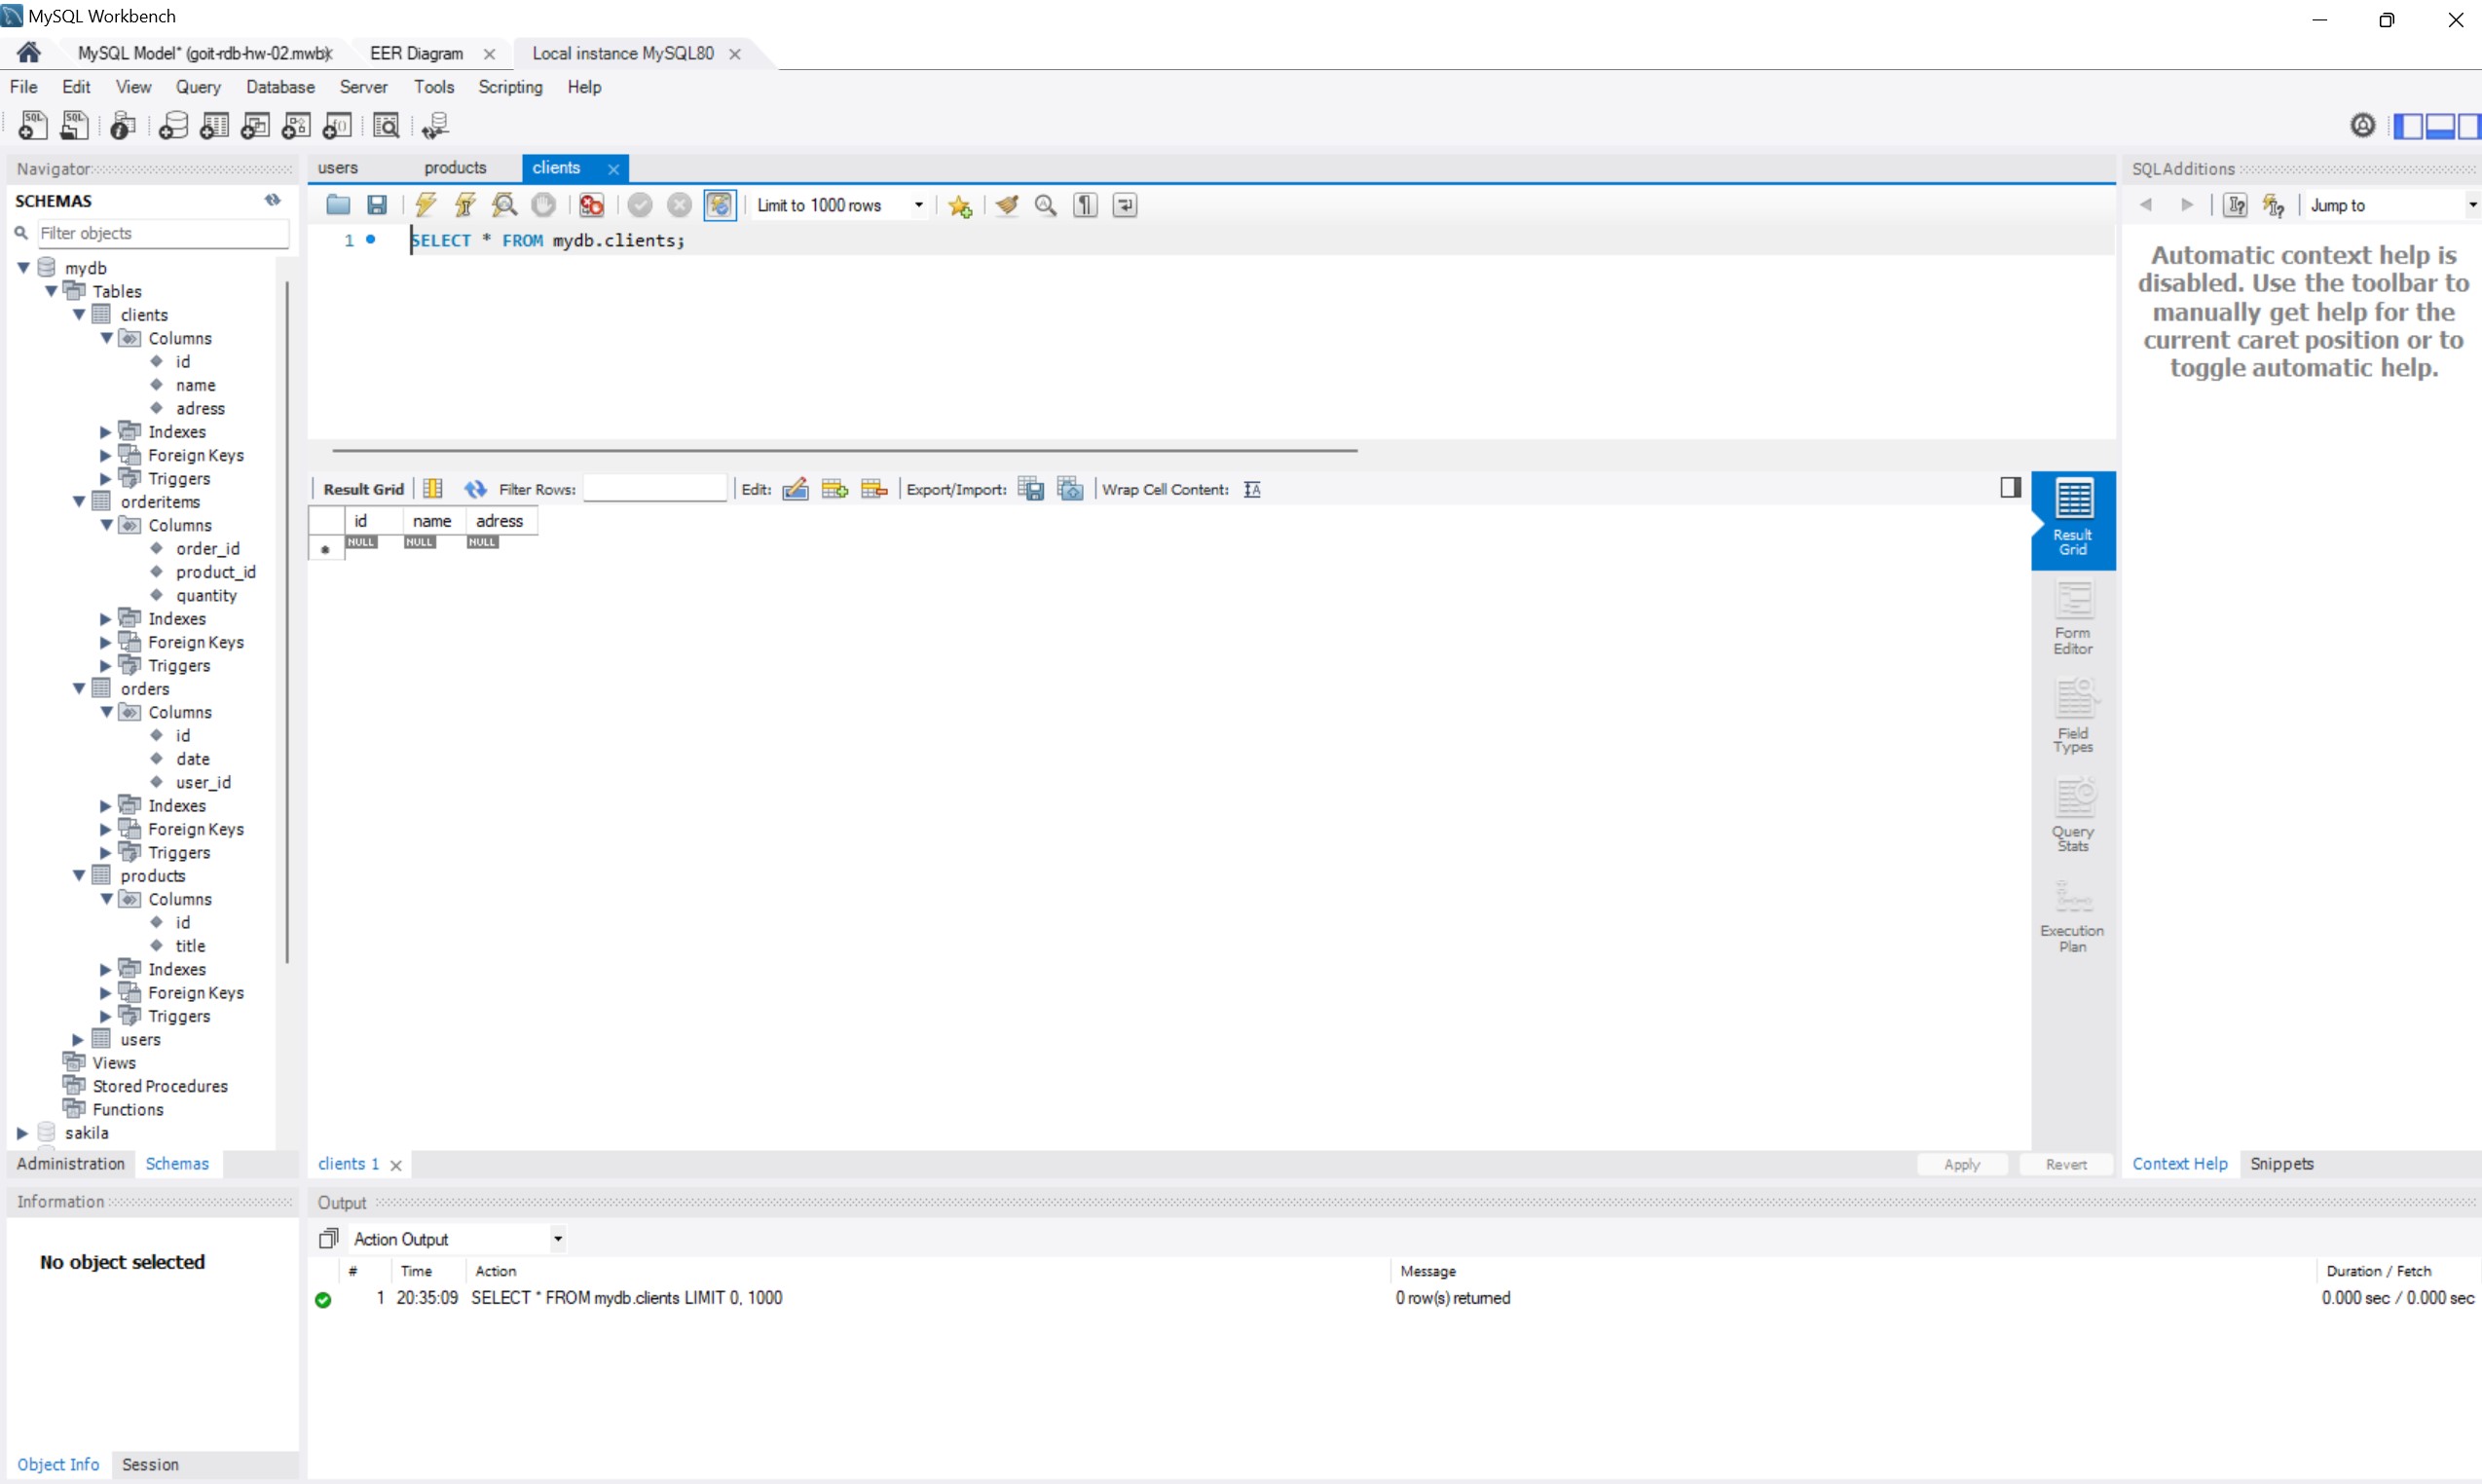 MySQL Workbench
MySQL Model* (goit-rdb-hw-02.mwb)
EER Diagram
Local instance MySQL80
File Edit View Query Database Server Tools Scripting Help
Navigator
SCHEMAS
Filter objects
mydb
Tables
clients
Columns
id
name
adress
Indexes
Foreign Keys
Triggers
orderitems
Columns
order_id
product_id
quantity
Indexes
Foreign Keys
Triggers
orders
Columns
id
date
user_id
Indexes
Foreign Keys
Triggers
products
Columns
id
title
Indexes
Foreign Keys
Triggers
users
Views
Stored Procedures
Functions
sakila
Administration Schemas
Information
No object selected
Object Info Session
users products clients
Limit to 1000 rows
1 SELECT * FROM mydb.clients;
Result Grid Filter Rows: Edit: Export/Import: Wrap Cell Content:
id name adress
NULL NULL NULL
Result
Grid
Form
Editor
Field
Types
Query
Stats
Execution
Plan
clients 1
Apply Revert
SQLAdditions
Jump to
Automatic context help is
disabled. Use the toolbar to
manually get help for the
current caret position or to
toggle automatic help.
Context Help Snippets
Output
Action Output
# Time Action Message Duration / Fetch
1 20:35:09 SELECT * FROM mydb.clients LIMIT 0, 1000 0 row(s) returned 0.000 sec / 0.000 sec